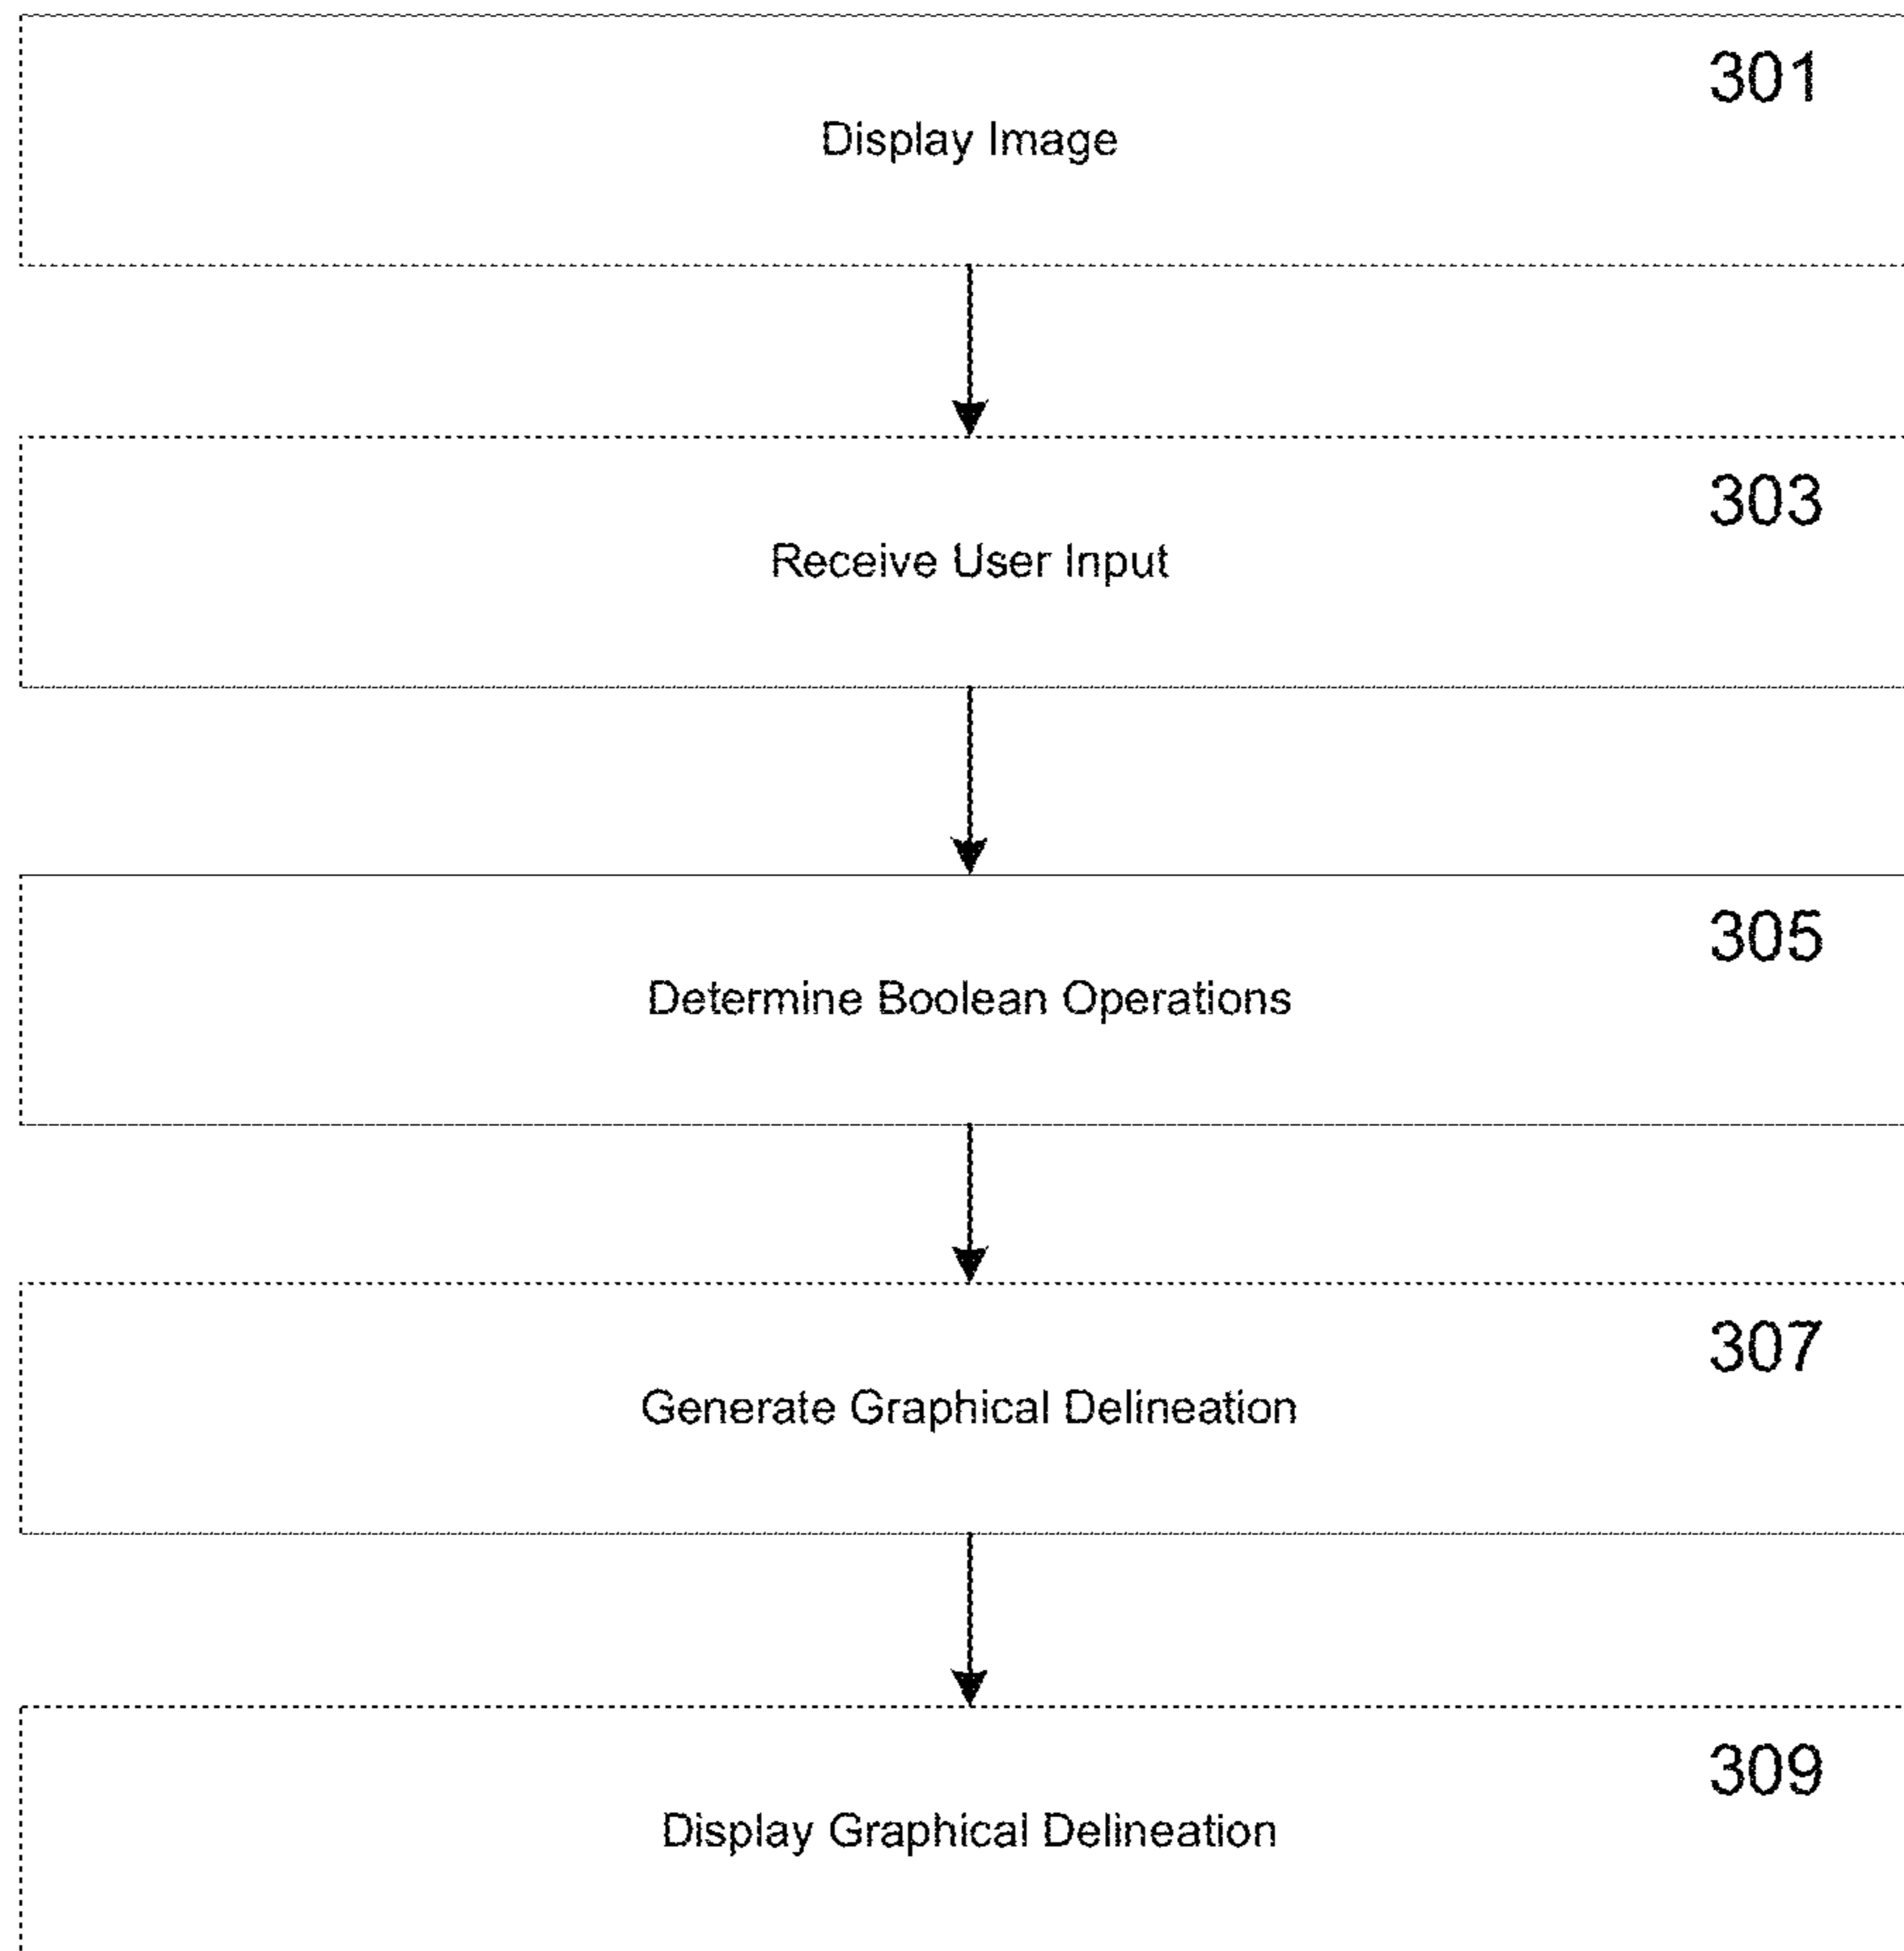 301
Display Image
303
Receive User Input
305
Determine Boolean Operations
307
Generate Graphical Delineation
309
Display Graphical Delineation